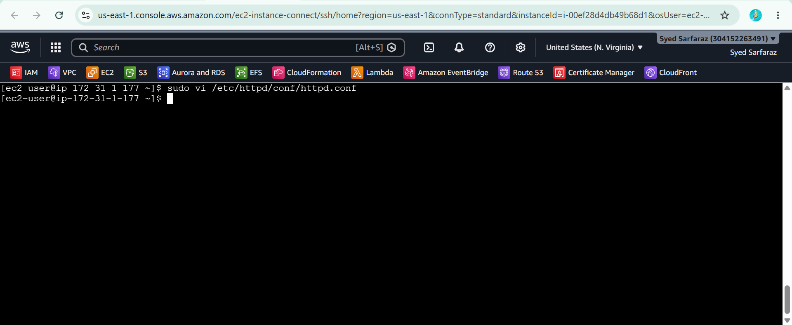 us-east-1.console.aws.amazon.com/ec2-instance-connect/ssh/home?region=us-east-1&connType=standard&instanceId=i-00ef28d4db49b68d1&osUser=ec2-...
aws
Search
[Alt+S]
United States (N. Virginia)
Syed Sarfaraz (304152263491)
Syed Sarfaraz
IAM VPC EC2 S3 Aurora and RDS EFS CloudFormation Lambda Amazon EventBridge Route 53 Certificate Manager CloudFront
[ec2-user@ip-172-31-1-177 ~]$ sudo vi /etc/httpd/conf/httpd.conf
[ec2-user@ip-172-31-1-177 ~]$